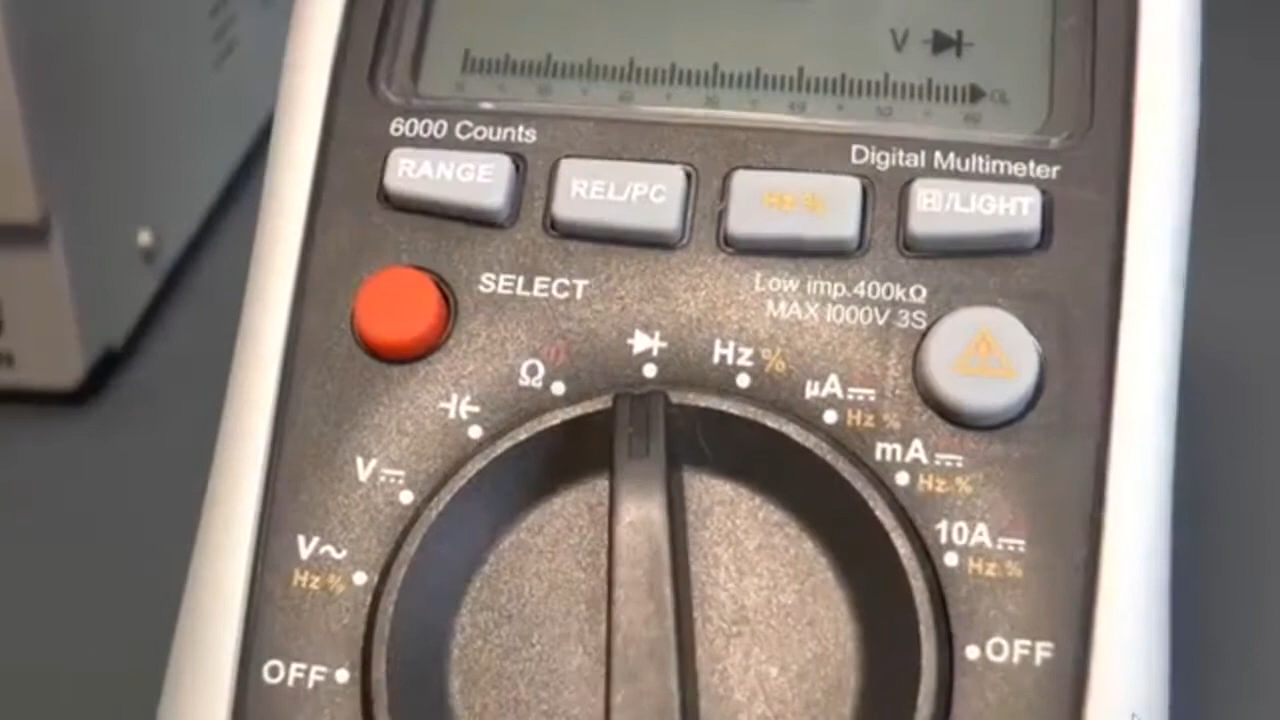 V
6000 Counts
Digital Multimeter
RANGE
REL/PC
Hz %
H/LIGHT
SELECT
Low imp.400kΩ
MAX 1000V 3S
Ω
Hz %
µA
Hz %
mA
Hz %
V
10A
Hz %
V~
Hz %
OFF
OFF